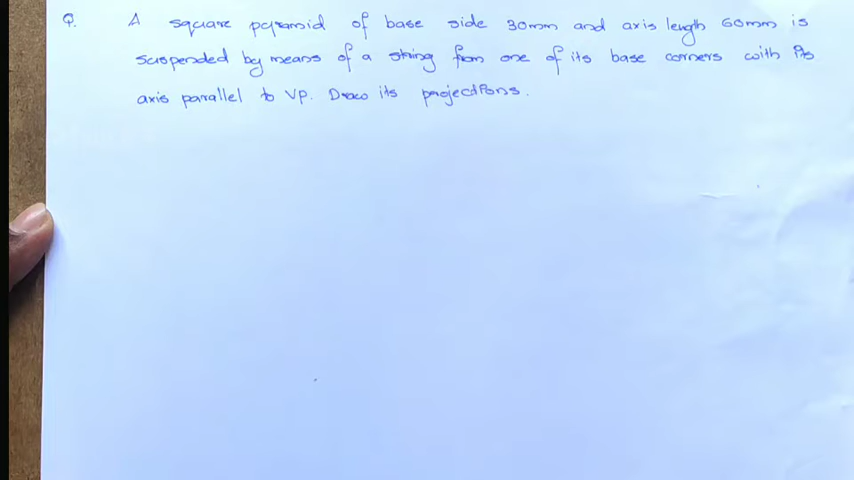 Q. A square pyramid of base side 30mm and axis length 60mm is
suspended by means of a string from one of its base corners with its
axis parallel to VP. Draw its projections.